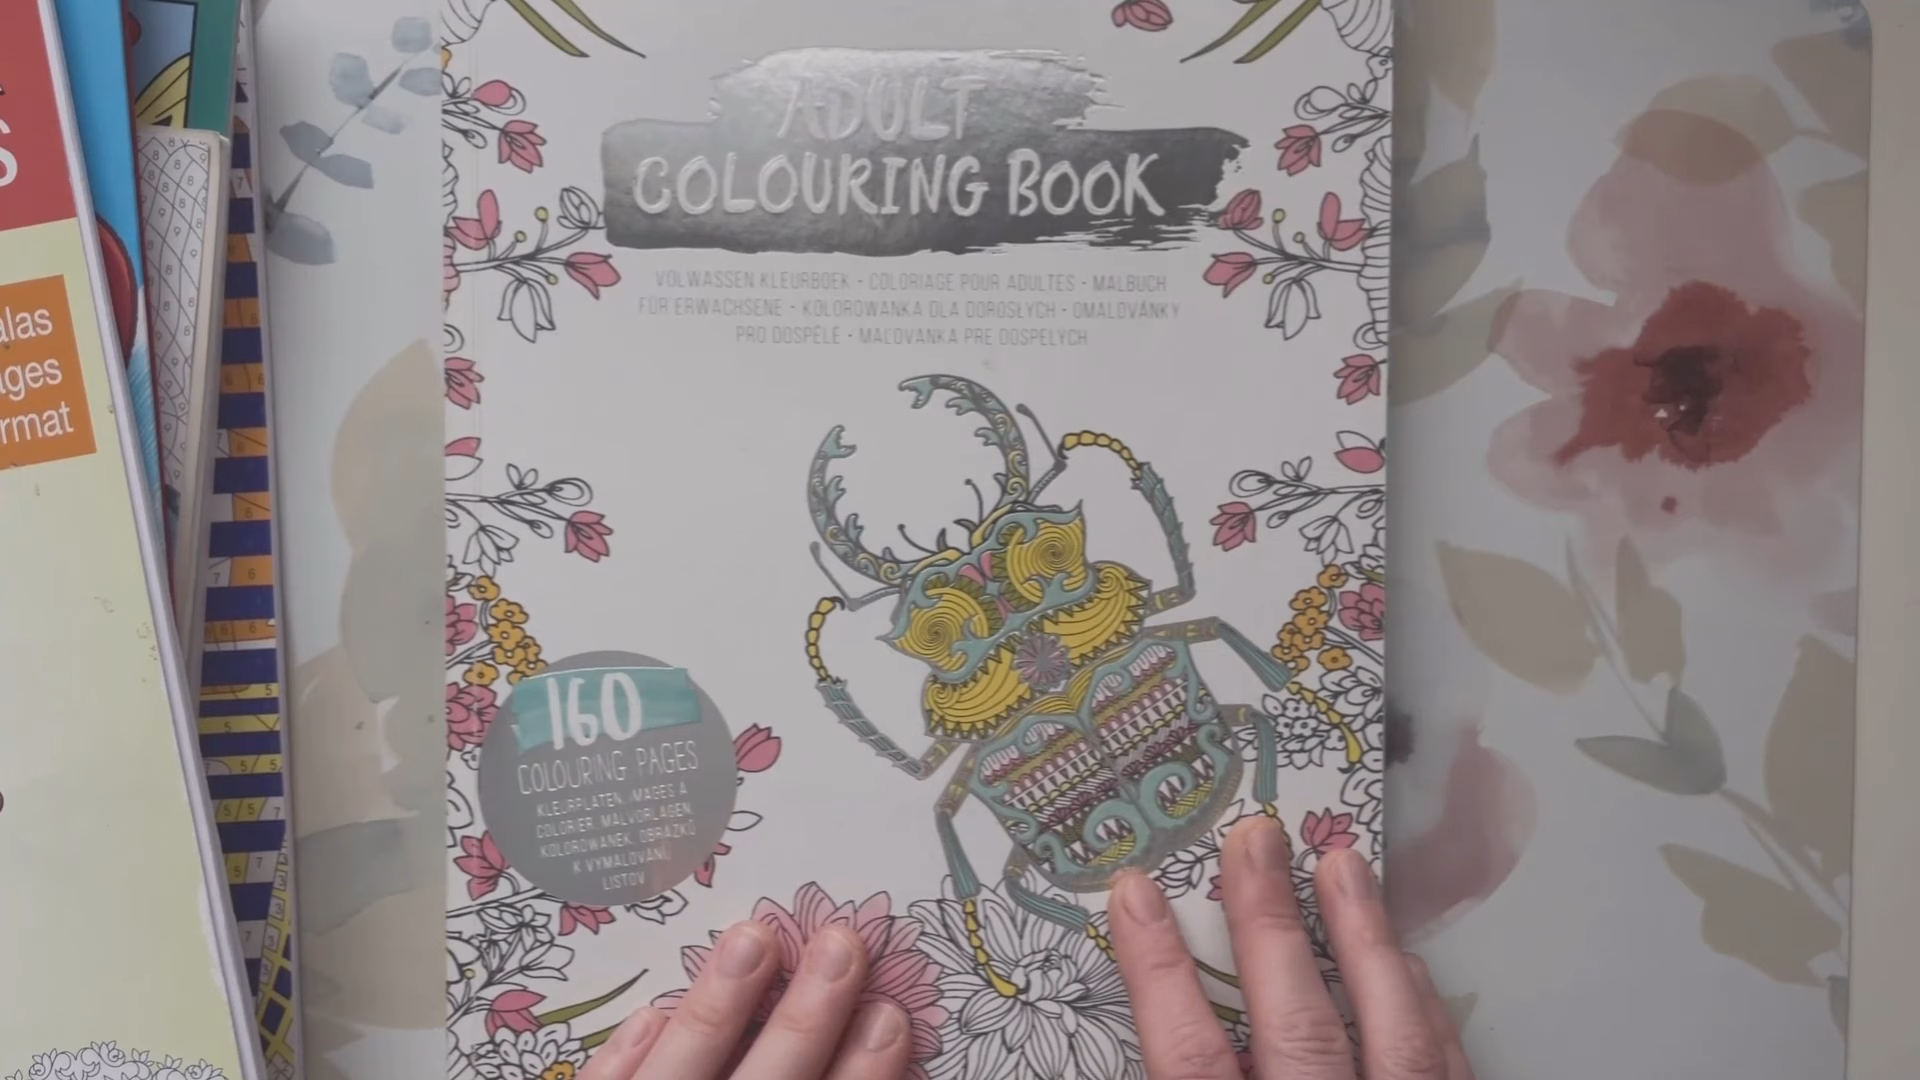 ADULT
COLOURING BOOK
VOLWASSEN KLEURBOEK - COLORIAGE POUR ADULTES - MALBUCH
FÜR ERWACHSENE - KOLOROWANKA DLA DOROSŁYCH - OMALOVÁNKY
PRO DOSPĚLÉ - MAĽOVANKA PRE DOSPELÝCH
160
COLOURING PAGES
KLEURPLATEN, IMAGES À
COLORIER, MALVORLAGEN,
KOLOROWANEK, OBRÁZKŮ
K VYMALOVÁNÍ,
LISTOV
S
alas
ages
rmat